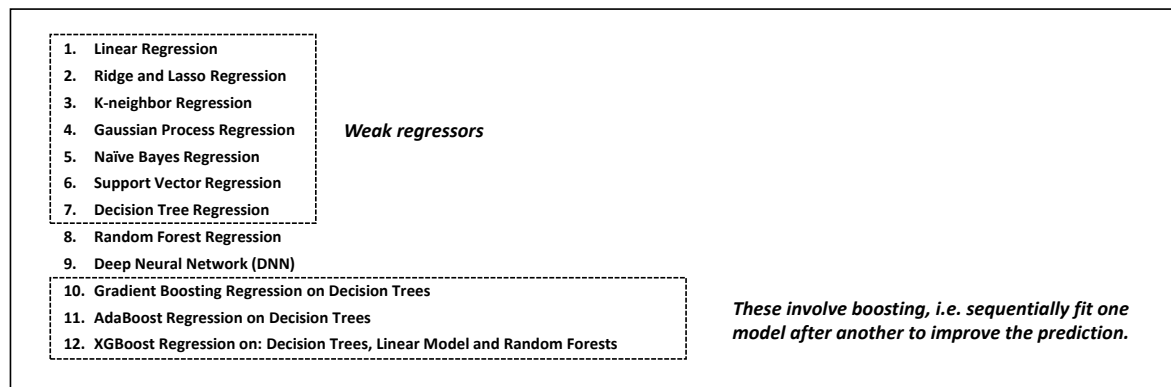 1. Linear Regression
2. Ridge and Lasso Regression
3. K-neighbor Regression
4. Gaussian Process Regression
Weak regressors
5. Naïve Bayes Regression
6. Support Vector Regression
7. Decision Tree Regression
8. Random Forest Regression
9. Deep Neural Network (DNN)
10. Gradient Boosting Regression on Decision Trees
11. AdaBoost Regression on Decision Trees
12. XGBoost Regression on: Decision Trees, Linear Model and Random Forests
These involve boosting, i.e. sequentially fit one
model after another to improve the prediction.